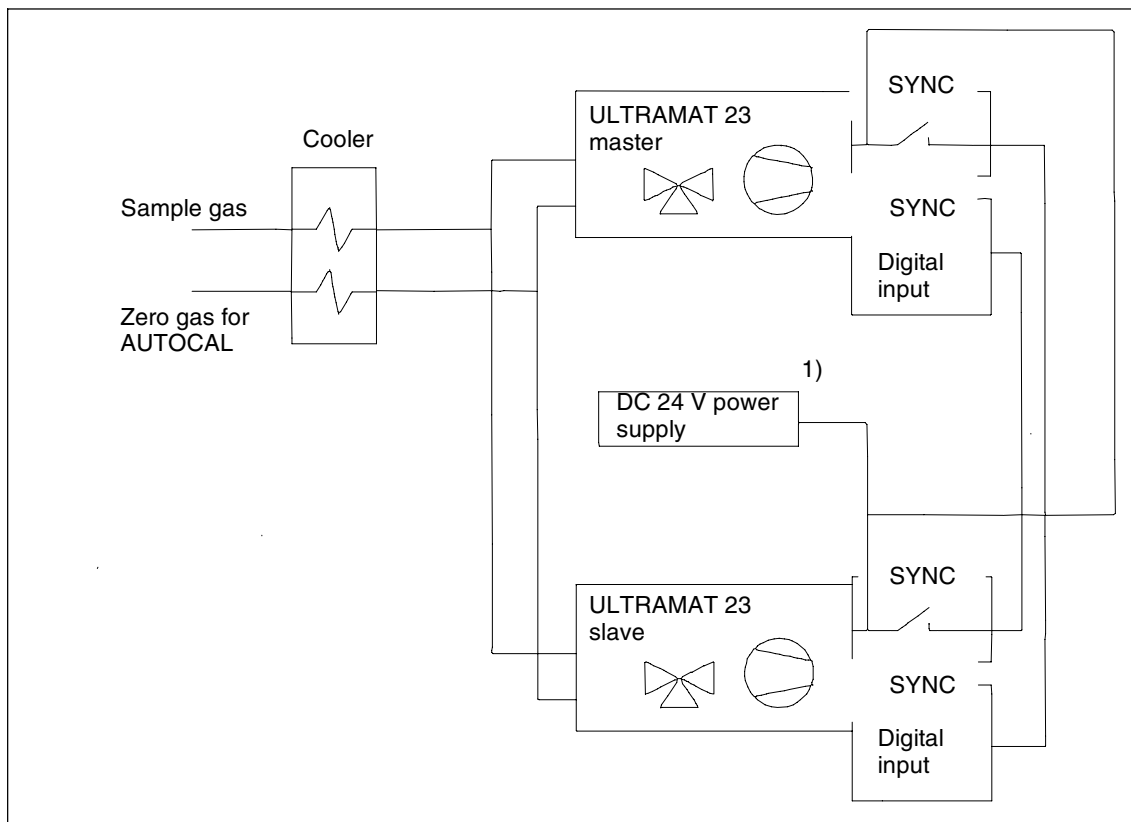 SYNC
ULTRAMAT 23
master
Cooler
Sample gas
SYNC
Digital
input
Zero gas for
AUTOCAL
1)
DC 24 V power
supply
SYNC
ULTRAMAT 23
slave
SYNC
Digital
input